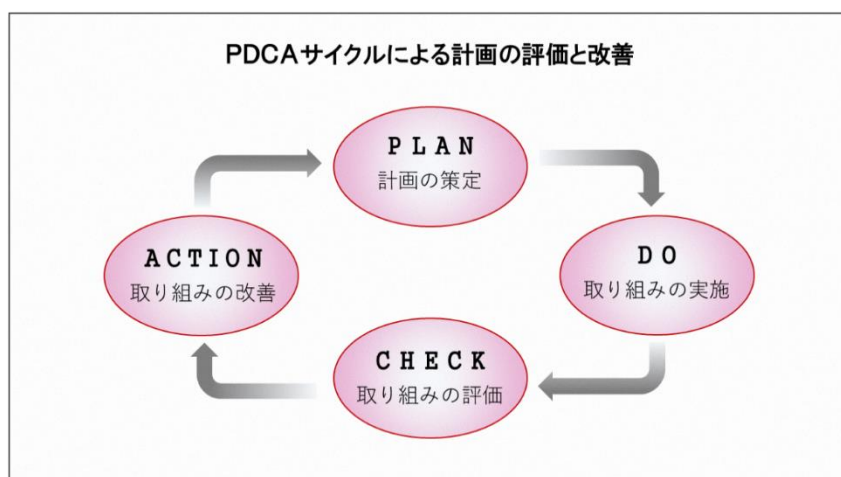 PDCAサイクルによる計画の評価と改善
PLAN
計画の策定
DO
取り組みの実施
CHECK
取り組みの評価
ACTION
取り組みの改善